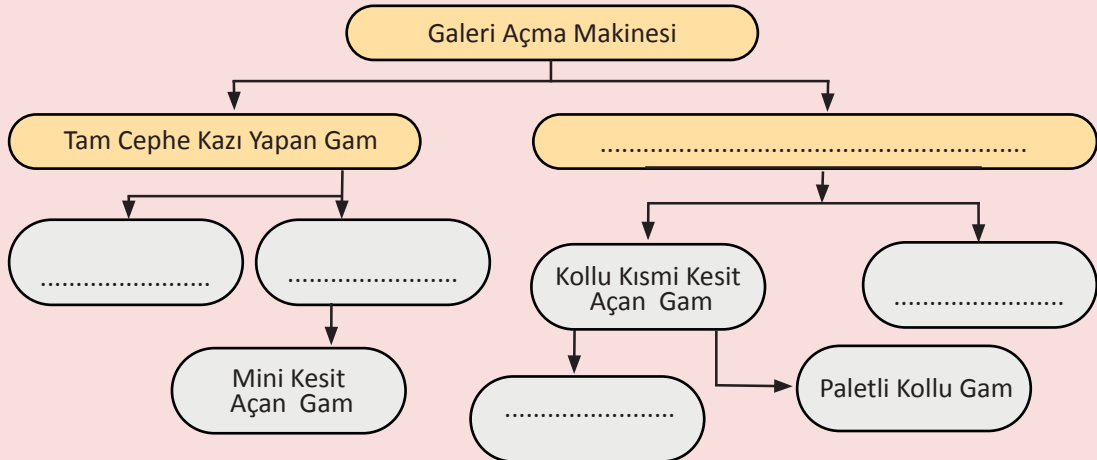 Galeri Açma Makinesi
Tam Cephe Kazı Yapan Gam
........................................................
.........................
.........................
Kollu Kısmi Kesit
Açan Gam
.........................
Mini Kesit
Açan Gam
.........................
Paletli Kollu Gam